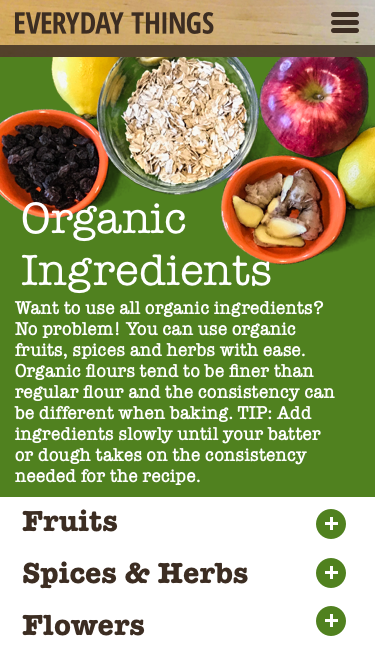 EVERYDAY THINGS
Organic
Ingredients
Want to use all organic ingredients?
No problem! You can use organic
fruits, spices and herbs with ease.
Organic flours tend to be finer than
regular flour and the consistency can
be different when baking. TIP: Add
ingredients slowly until your batter
or dough takes on the consistency
needed for the recipe.
Fruits
Spices & Herbs
Flowers